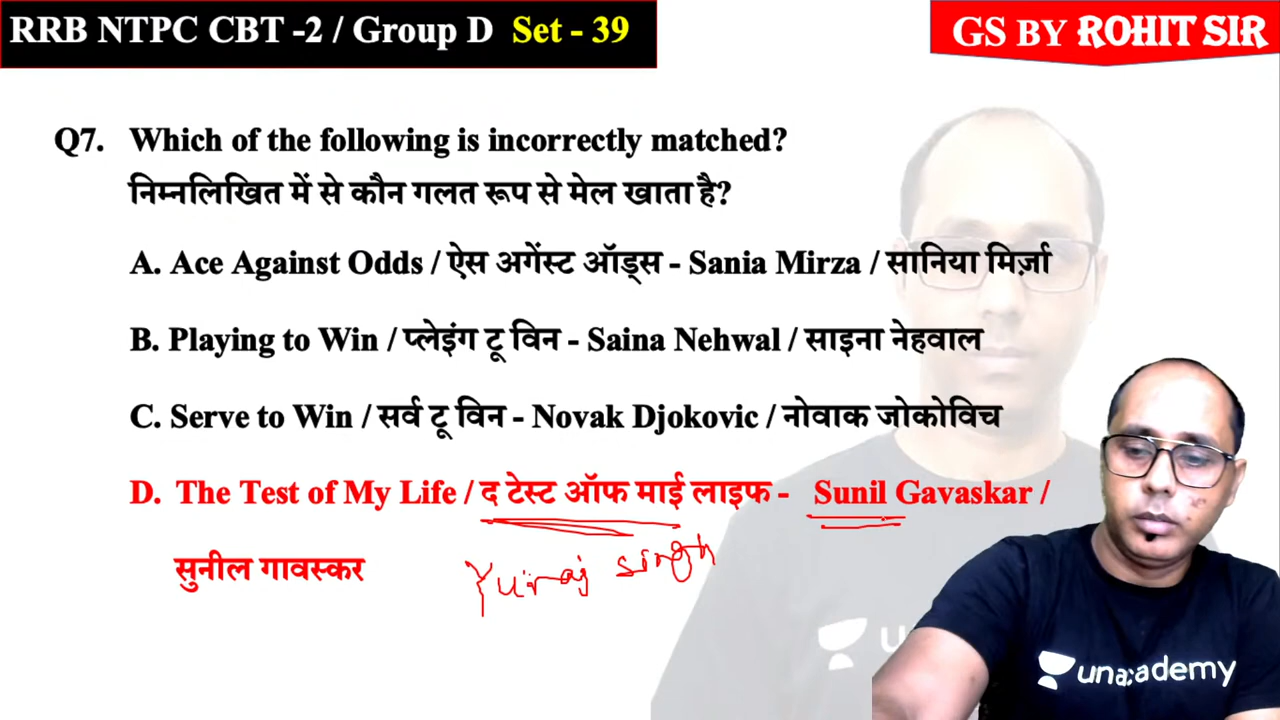 RRB NTPC CBT -2 / Group D Set - 39
GS BY ROHIT SIR
Q7. Which of the following is incorrectly matched?
निम्नलिखित में से कौन गलत रूप से मेल खाता है?
A. Ace Against Odds / ऐस अगेंस्ट ऑड्स - Sania Mirza / सानिया मिर्ज़ा
B. Playing to Win / प्लेइंग टू विन - Saina Nehwal / साइना नेहवाल
C. Serve to Win / सर्व टू विन - Novak Djokovic / नोवाक जोकोविच
D. The Test of My Life / द टेस्ट ऑफ माई लाइफ - Sunil Gavaskar /
सुनील गावस्कर
Yuvraj Singh
unacademy